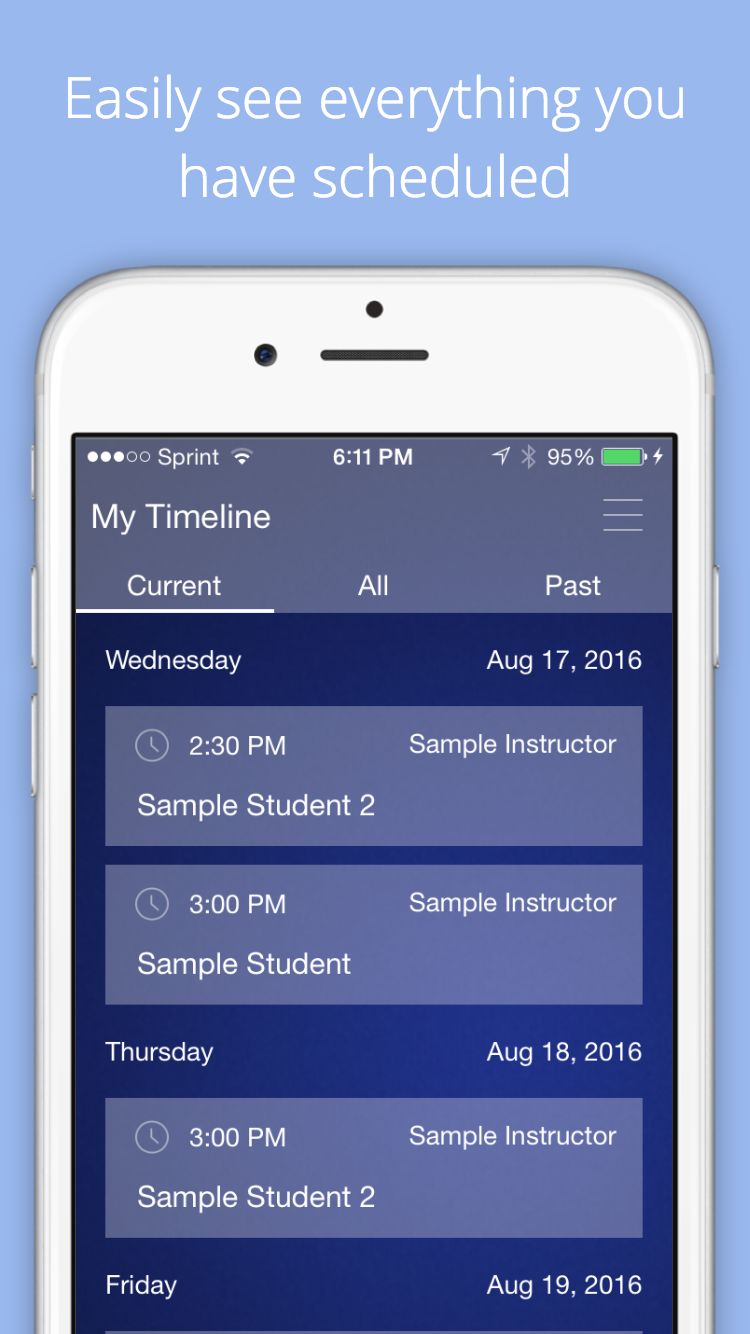 Easily see everything you
have scheduled
Sprint 6:11 PM 95%
My Timeline
Current All Past
Wednesday Aug 17, 2016
2:30 PM Sample Instructor
Sample Student 2
3:00 PM Sample Instructor
Sample Student
Thursday Aug 18, 2016
3:00 PM Sample Instructor
Sample Student 2
Friday Aug 19, 2016